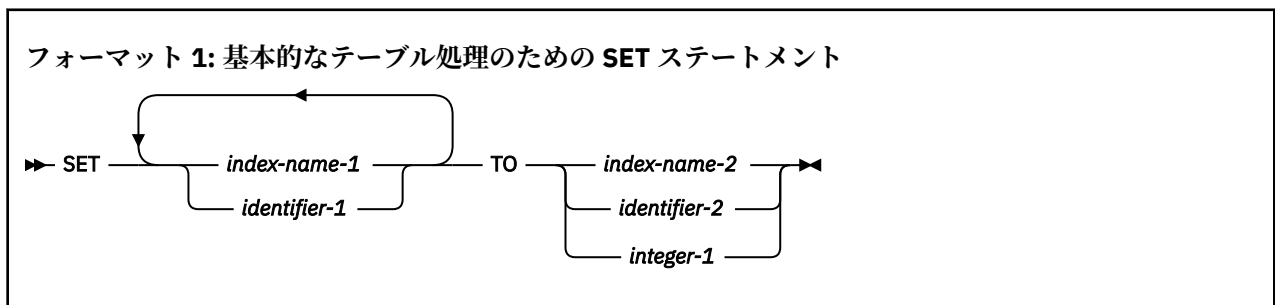 フォーマット 1: 基本的なテーブル処理のための SET ステートメント
SET index-name-1 TO index-name-2
identifier-1 identifier-2
integer-1